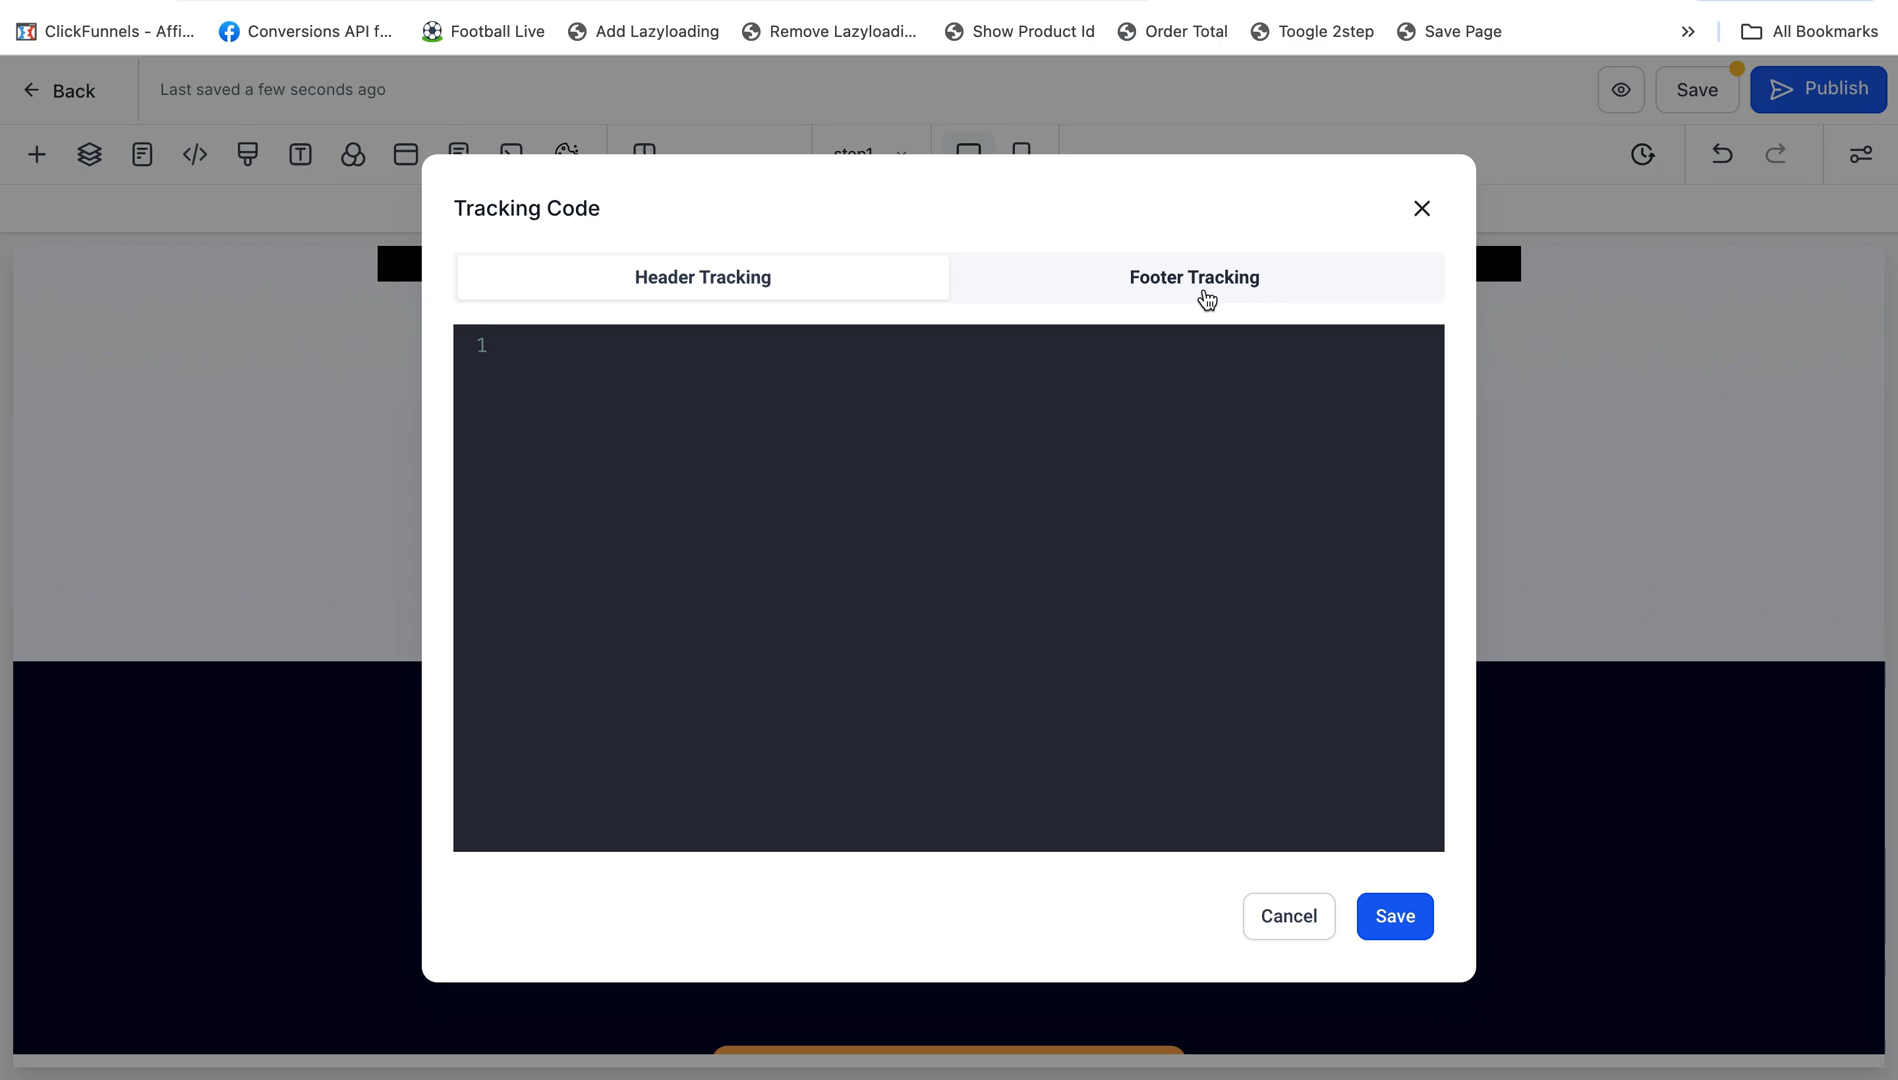 ClickFunnels - Affi... Conversions API f... Football Live Add Lazyloading Remove Lazyloadi... Show Product Id Order Total Toogle 2step Save Page » All Bookmarks
Back Last saved a few seconds ago Save Publish
step1
Tracking Code
Header Tracking Footer Tracking
1
Cancel Save